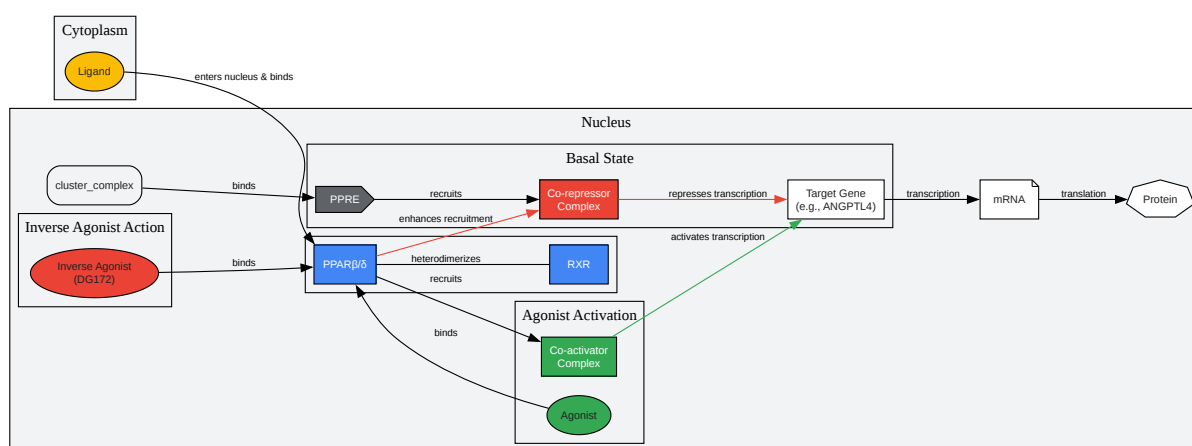 Cytoplasm
Ligand
enters nucleus & binds
Nucleus
Basal State
cluster_complex
binds
PPRE
recruits
Co-repressor
Complex
represses transcription
Target Gene
(e.g., ANGPTL4)
transcription
mRNA
translation
Protein
enhances recruitment
Inverse Agonist Action
Inverse Agonist
(DG172)
binds
PPARβ/δ
heterodimerizes
RXR
activates transcription
recruits
Agonist Activation
binds
Co-activator
Complex
Agonist